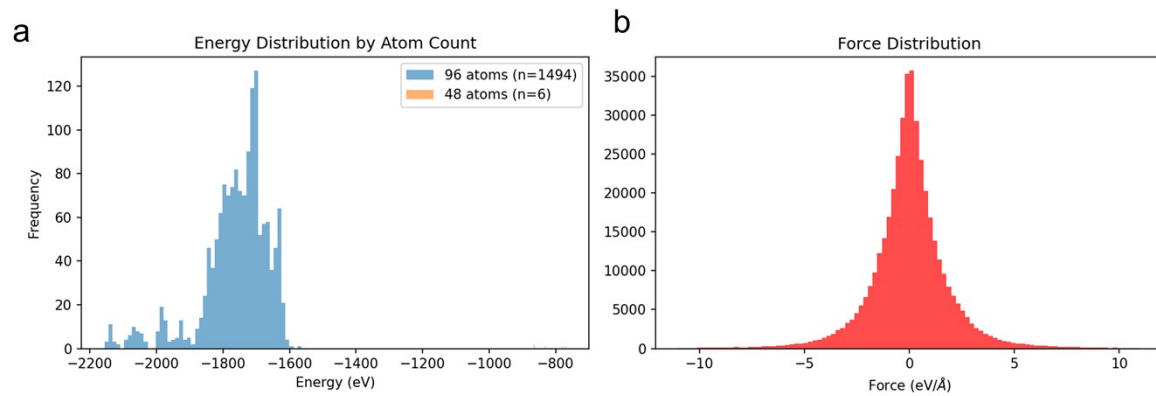 a
Energy Distribution by Atom Count
96 atoms (n=1494)
48 atoms (n=6)
120
100
80
60
40
20
0
Frequency
−2200 −2000 −1800 −1600 −1400 −1200 −1000 −800
Energy (eV)
b
Force Distribution
35000
30000
25000
20000
15000
10000
5000
0
−10 −5 0 5 10
Force (eV/Å)